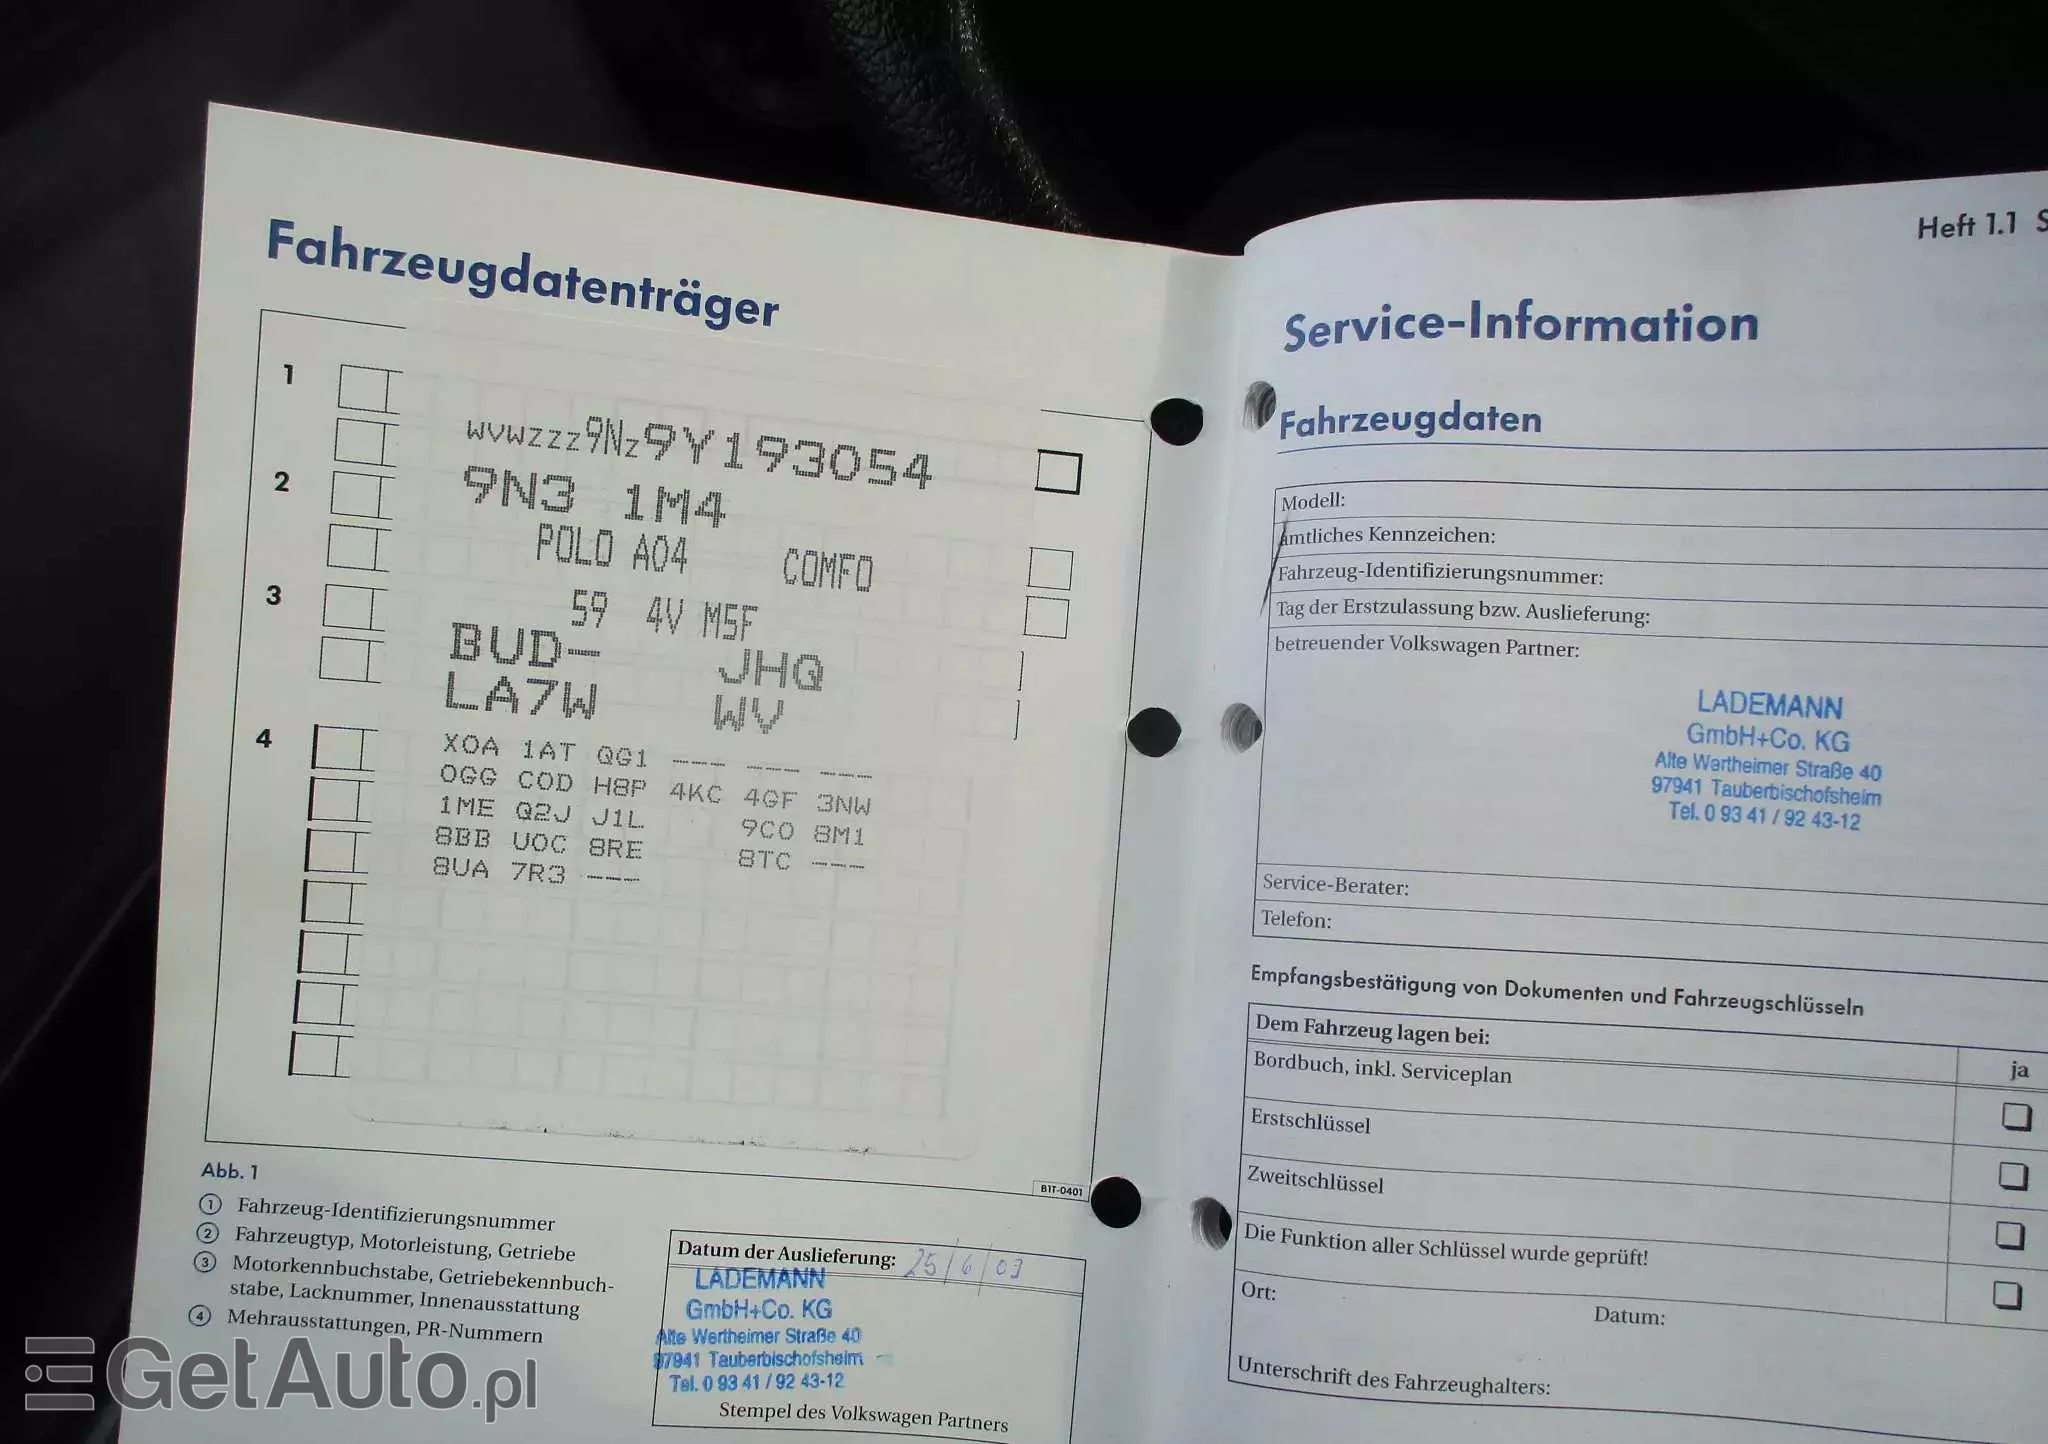 Fahrzeugdatenträger
1
WVWZZZ9NZ9Y193054
2
9N3 1M4
POLO A04 COMFO
3
59 4V M5F
BUD- JHQ
LA7W WV
4
X0A 1AT QG1 --- --- ---
0GG C0D H8P 4KC 4GF 3NW
1ME Q2J J1L 9C0 8M1
8BB U0C 8RE 8TC ---
8UA 7R3 ---
B1T-0401
Abb. 1
1 Fahrzeug-Identifizierungsnummer
2 Fahrzeugtyp, Motorleistung, Getriebe
3 Motorkennbuchstabe, Getriebekennbuch-
stabe, Lacknummer, Innenausstattung
4 Mehrausstattungen, PR-Nummern
Datum der Auslieferung: 25/6/09
LADEMANN
GmbH+Co. KG
Alte Wertheimer Straße 40
97941 Tauberbischofsheim
Tel. 0 93 41 / 92 43-12
Stempel des Volkswagen Partners
Heft 1.1 S
Service-Information
Fahrzeugdaten
Modell:
amtliches Kennzeichen:
Fahrzeug-Identifizierungsnummer:
Tag der Erstzulassung bzw. Auslieferung:
betreuender Volkswagen Partner:
LADEMANN
GmbH+Co. KG
Alte Wertheimer Straße 40
97941 Tauberbischofsheim
Tel. 0 93 41 / 92 43-12
Service-Berater:
Telefon:
Empfangsbestätigung von Dokumenten und Fahrzeugschlüsseln
Dem Fahrzeug lagen bei:
ja
Bordbuch, inkl. Serviceplan
Erstschlüssel
Zweitschlüssel
Die Funktion aller Schlüssel wurde geprüft!
Ort:
Datum:
Unterschrift des Fahrzeughalters:
GetAuto.pl